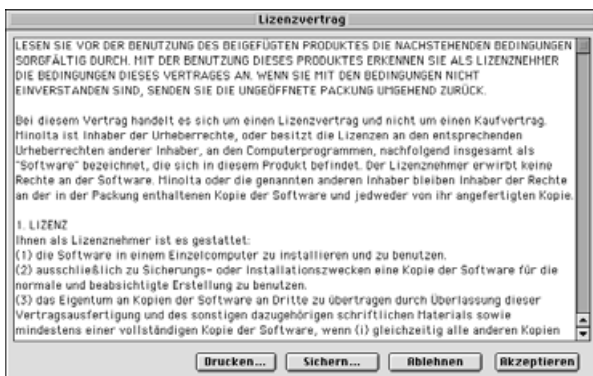 Lizenzvertrag
LESEN SIE VOR DER BENUTZUNG DES BEIGEFÜGTEN PRODUKTES DIE NACHSTEHENDEN BEDINGUNGEN
SORGFÄLTIG DURCH. MIT DER BENUTZUNG DIESES PRODUKTES ERKENNEN SIE ALS LIZENZNEHMER
DIE BEDINGUNGEN DIESES VERTRAGES AN. WENN SIE MIT DEN BEDINGUNGEN NICHT
EINVERSTANDEN SIND, SENDEN SIE DIE UNGEÖFFNETE PACKUNG UMGEHEND ZURÜCK.
Bei diesem Vertrag handelt es sich um einen Lizenzvertrag und nicht um einen Kaufvertrag.
Minolta ist Inhaber der Urheberrechte, oder besitzt die Lizenzen an den entsprechenden
Urheberrechten anderer Inhaber, an den Computerprogrammen, nachfolgend insgesamt als
"Software" bezeichnet, die sich in diesem Produkt befindet. Der Lizenznehmer erwirbt keine
Rechte an der Software. Minolta oder die genannten anderen Inhaber bleiben Inhaber der Rechte
an der in der Packung enthaltenen Kopie der Software und jedweder von ihr angefertigten Kopie.
1. LIZENZ
Ihnen als Lizenznehmer ist es gestattet:
(1) die Software in einem Einzelcomputer zu installieren und zu benutzen.
(2) ausschließlich zu Sicherungs- oder Installationszwecken eine Kopie der Software für die
normale und beabsichtigte Erstellung zu benutzen.
(3) das Eigentum an Kopien der Software an Dritte zu übertragen durch Überlassung dieser
Vertragsausfertigung und des sonstigen dazugehörigen schriftlichen Materials sowie
mindestens einer vollständigen Kopie der Software, wenn (i) gleichzeitig alle anderen Kopien
Drucken... Sichern... Ablehnen Akzeptieren